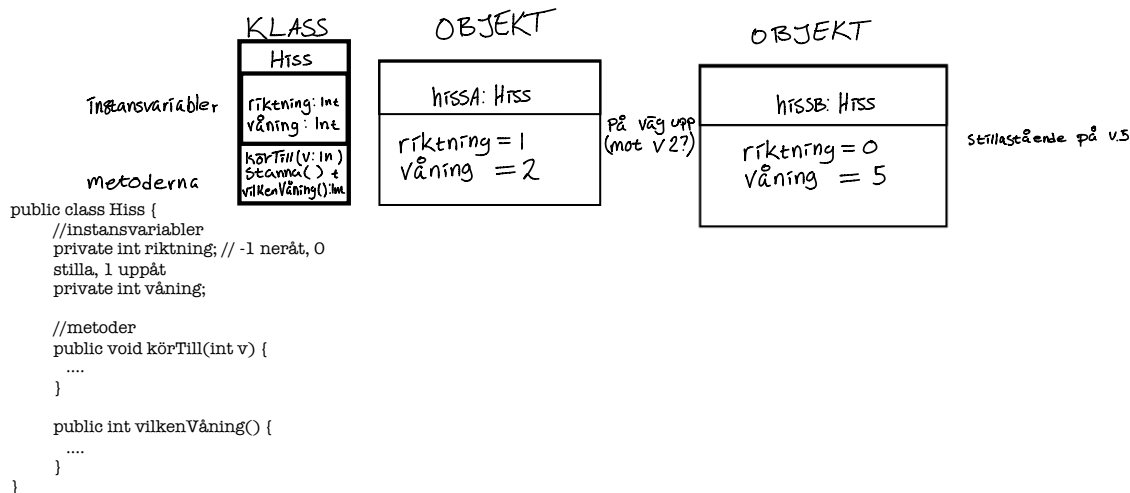 KLASS
Hiss
instansvariabler
riktning: Int
våning: Int
metoderna
körTill(v: In)
Stanna() t
vilkenVåning():Int
OBJEKT
hissA: Hiss
riktning = 1
våning = 2
På väg upp
(mot v 2?)
OBJEKT
hissB: Hiss
riktning = 0
våning = 5
stillastående på v.5
public class Hiss {
//instansvariabler
private int riktning; // -1 neråt, 0
stilla, 1 uppåt
private int våning;
//metoder
public void körTill(int v) {
....
}
public int vilkenVåning() {
....
}
}